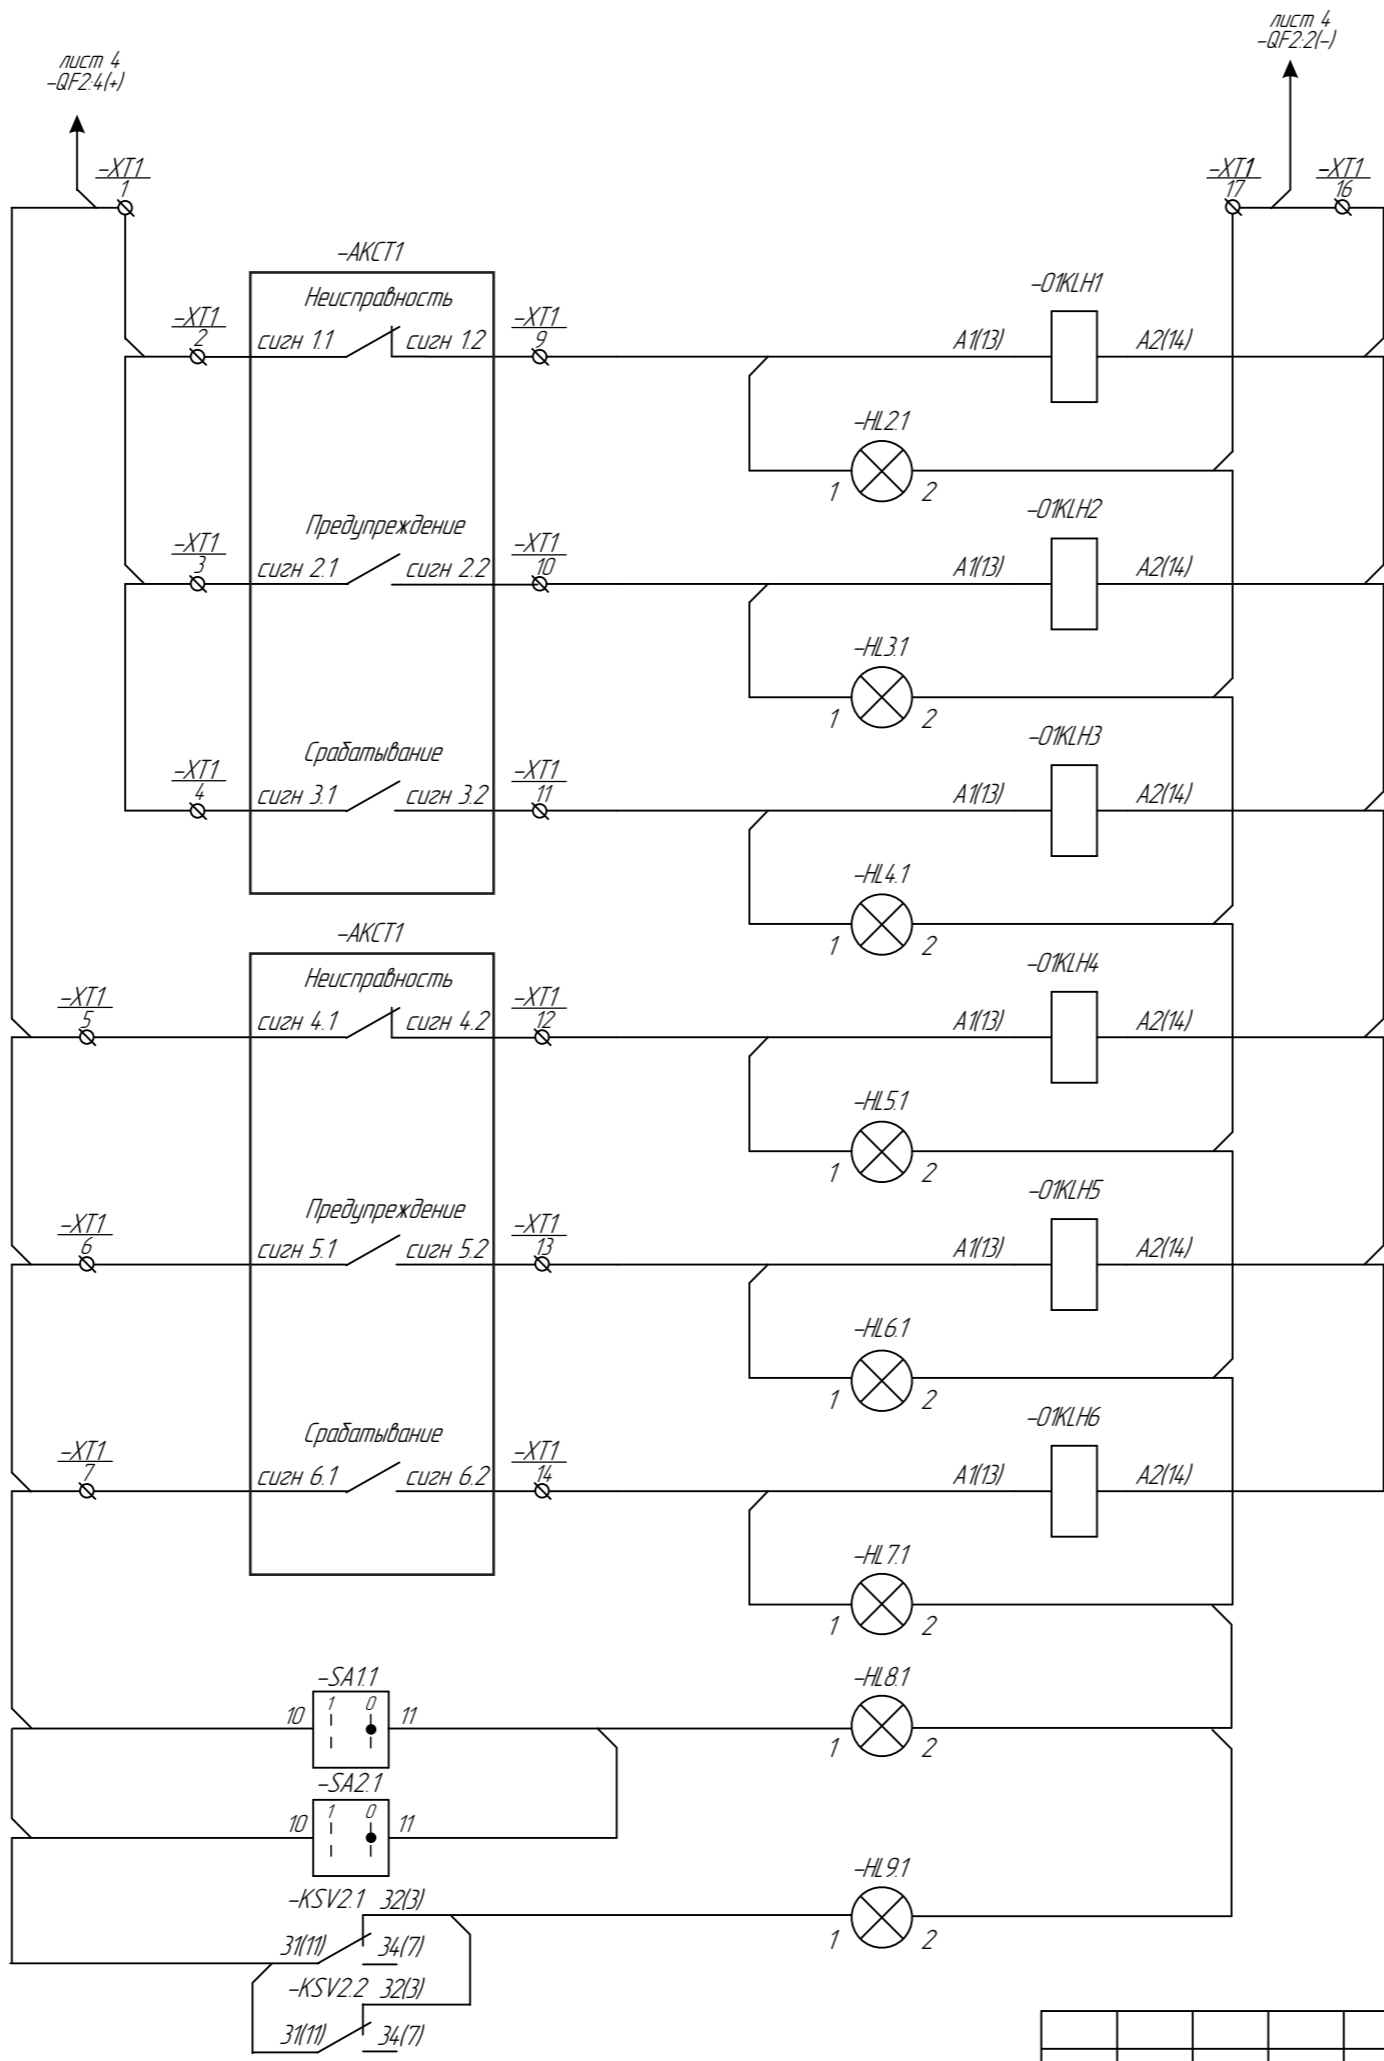 лист 4
-QF2:4(+)
лист 4
-QF2:2(-)
-XT1
1
-XT1
17
-XT1
16
-АКСТ1
Неисправность
-XT1
2
сигн 1.1
сигн 1.2
-XT1
9
-01KLH1
A1(13)
A2(14)
-HL2.1
1
2
Предупреждение
-XT1
3
сигн 2.1
сигн 2.2
-XT1
10
-01KLH2
A1(13)
A2(14)
-HL3.1
1
2
Срабатывание
-XT1
4
сигн 3.1
сигн 3.2
-XT1
11
-01KLH3
A1(13)
A2(14)
-HL4.1
1
2
-АКСТ1
Неисправность
-XT1
5
сигн 4.1
сигн 4.2
-XT1
12
-01KLH4
A1(13)
A2(14)
-HL5.1
1
2
Предупреждение
-XT1
6
сигн 5.1
сигн 5.2
-XT1
13
-01KLH5
A1(13)
A2(14)
-HL6.1
1
2
Срабатывание
-XT1
7
сигн 6.1
сигн 6.2
-XT1
14
-01KLH6
A1(13)
A2(14)
-HL7.1
1
2
-SA1.1
10
1
0
11
-HL8.1
1
2
-SA2.1
10
1
0
11
-KSV2.1
32(3)
31(11)
34(7)
-HL9.1
1
2
-KSV2.2
32(3)
31(11)
34(7)